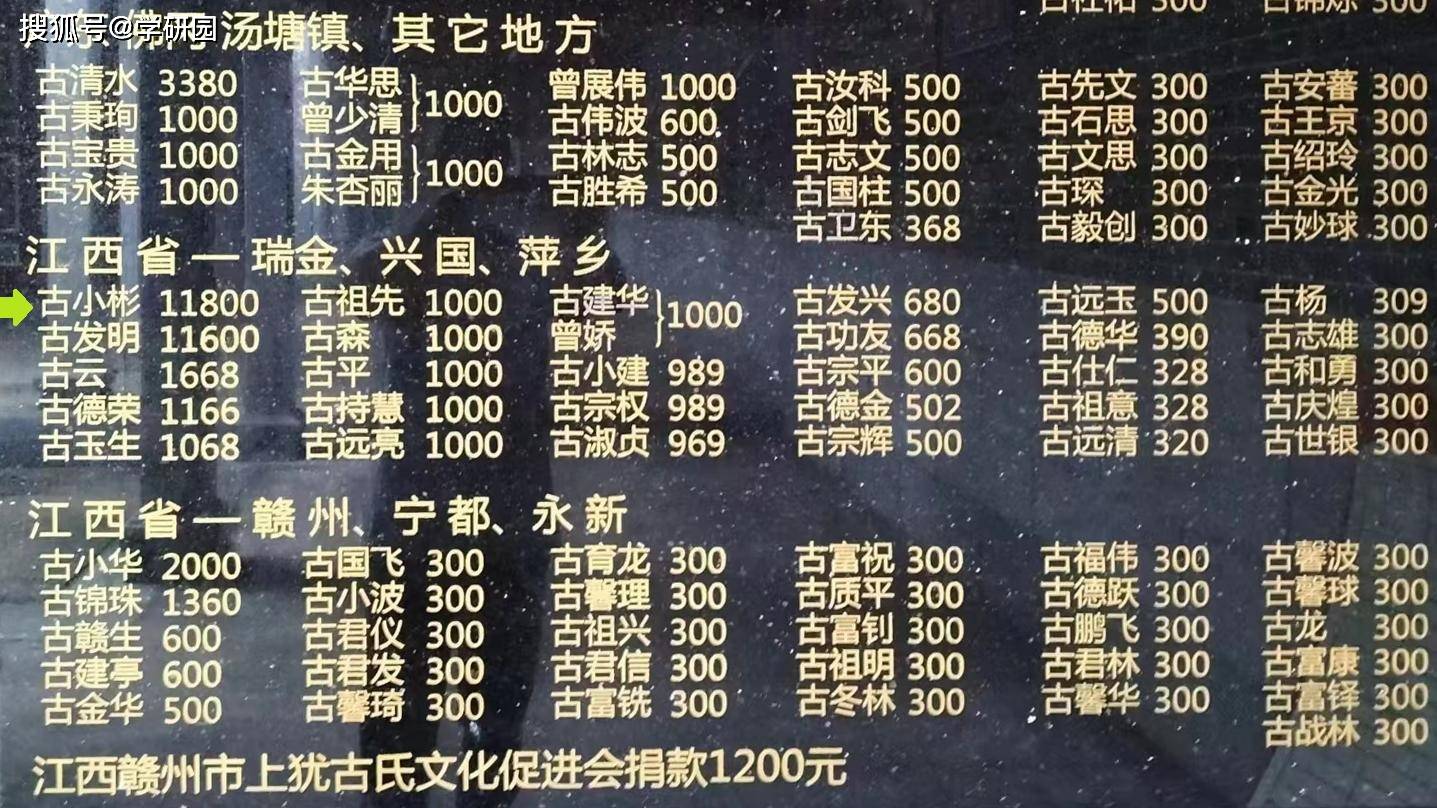 古桂祐 300 古锦炼 300
搜狐号@学研园
汤塘镇、其它地方
古清水 3380 古华思 曾展伟 1000 古汝科 500 古先文 300 古安蕃 300
古秉珣 1000 曾少清 1000 古伟波 600 古剑飞 500 古石思 300 古王京 300
古宝贵 1000 古金用 古林志 500 古志文 500 古文思 300 古绍玲 300
古永涛 1000 朱杏丽 1000 古胜希 500 古国柱 500 古琛 300 古金光 300
古卫东 368 古毅创 300 古妙球 300
江西省—瑞金、兴国、萍乡
古小彬 11800 古祖先 1000 古建华 1000 古发兴 680 古远玉 500 古杨 309
古发明 11600 古森 1000 曾娇 古功友 668 古德华 390 古志雄 300
古云 1668 古平 1000 古小建 989 古宗平 600 古仕仁 328 古和勇 300
古德荣 1166 古持慧 1000 古宗权 989 古德金 502 古祖意 328 古庆煌 300
古玉生 1068 古远亮 1000 古淑贞 969 古宗辉 500 古远清 320 古世银 300
江西省—赣州、宁都、永新
古小华 2000 古国飞 300 古育龙 300 古富祝 300 古福伟 300 古馨波 300
古锦珠 1360 古小波 300 古馨理 300 古质平 300 古德跃 300 古馨球 300
古赣生 600 古君仪 300 古祖兴 300 古富钊 300 古鹏飞 300 古龙 300
古建亭 600 古君发 300 古君信 300 古祖明 300 古君林 300 古富康 300
古金华 500 古馨琦 300 古富铣 300 古冬林 300 古馨华 300 古富铎 300
古战林 300
江西赣州市上犹古氏文化促进会捐款1200元